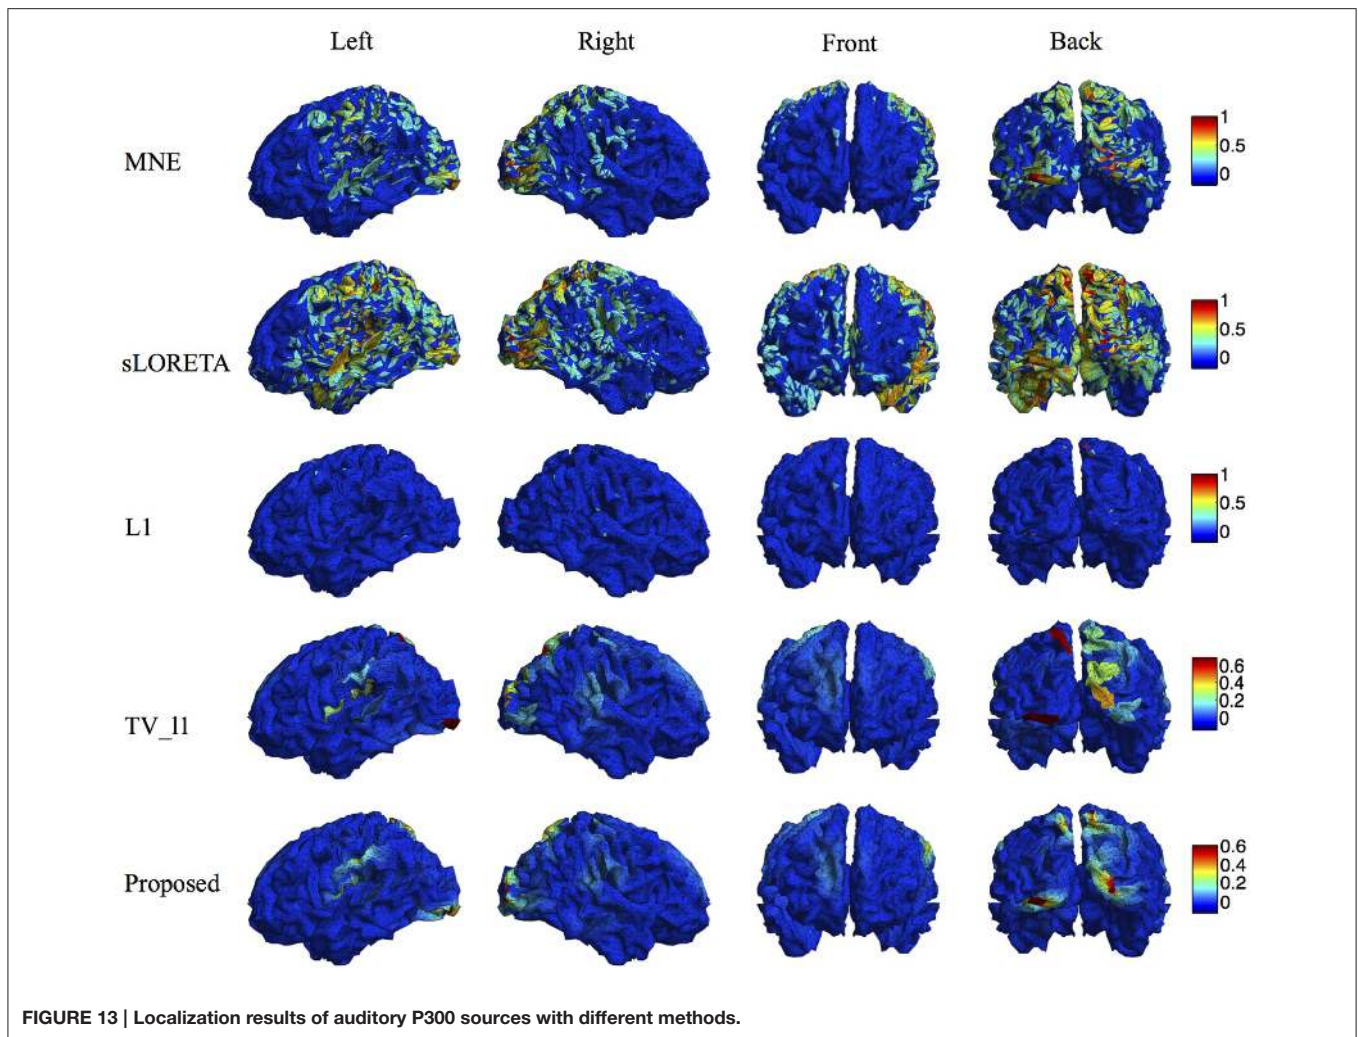 Left Right Front Back
MNE
1
0.5
0
sLORETA
1
0.5
0
L1
1
0.5
0
TV_l1
0.6
0.4
0.2
0
Proposed
0.6
0.4
0.2
0
FIGURE 13 | Localization results of auditory P300 sources with different methods.